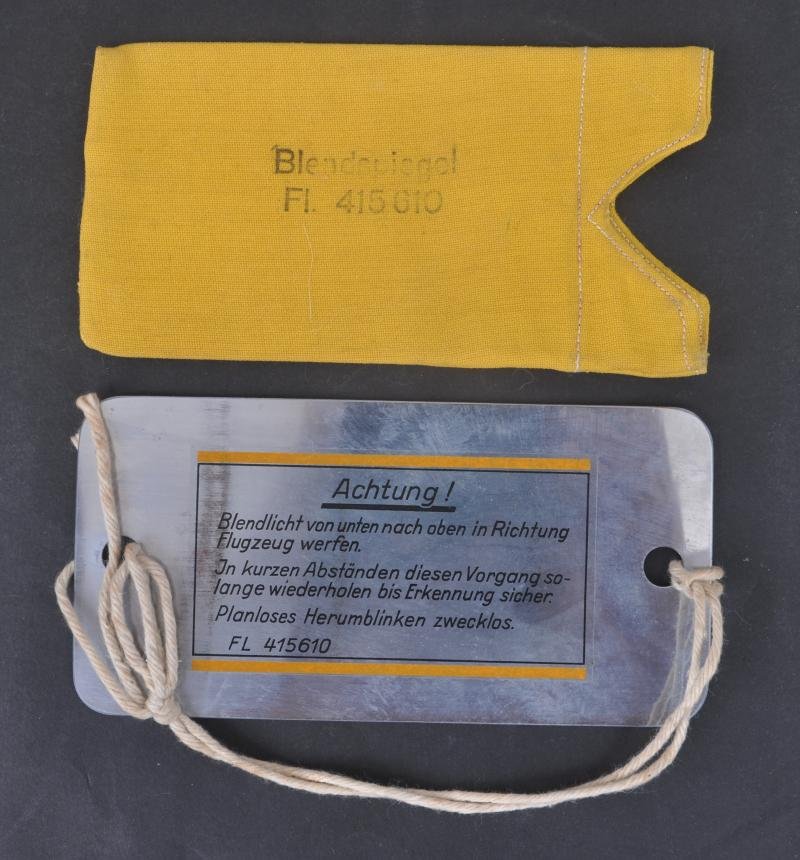 Blendspiegel
Fl. 415610
Achtung!
Blendlicht von unten nach oben in Richtung
Flugzeug werfen.
Jn kurzen Abständen diesen Vorgang so-
lange wiederholen bis Erkennung sicher.
Planloses Herumblinken zwecklos.
FL 415610